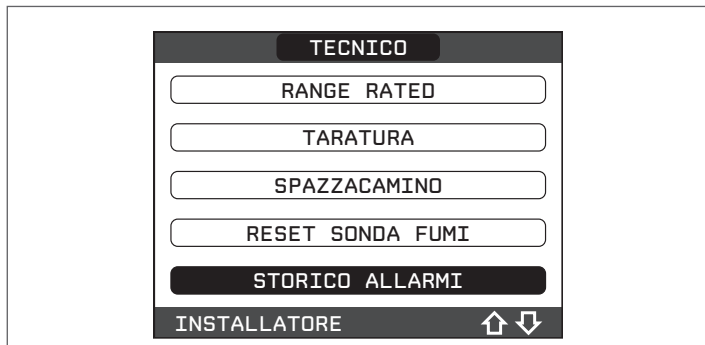 TECNICO
RANGE RATED
TARATURA
SPAZZACAMINO
RESET SONDA FUMI
STORICO ALLARMI
INSTALLATORE